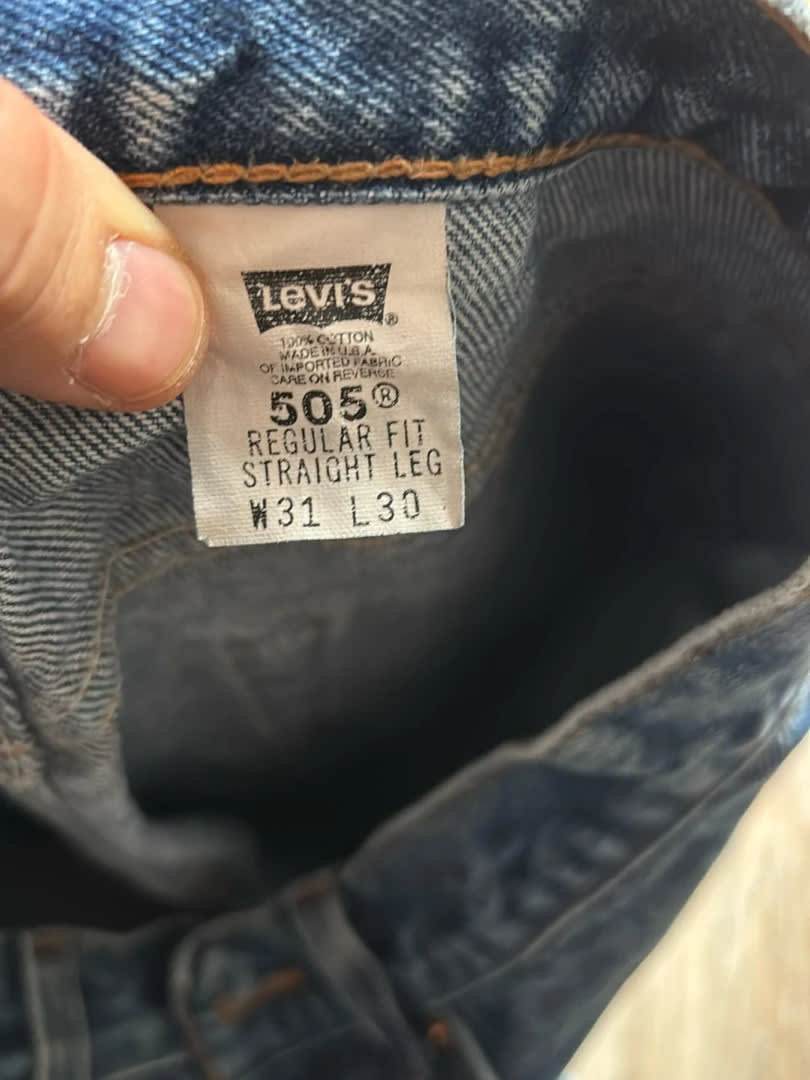 LEVI'S ®
100% COTTON
MADE IN U.S.A.
OF IMPORTED FABRIC
CARE ON REVERSE
505®
REGULAR FIT
STRAIGHT LEG
W31 L30